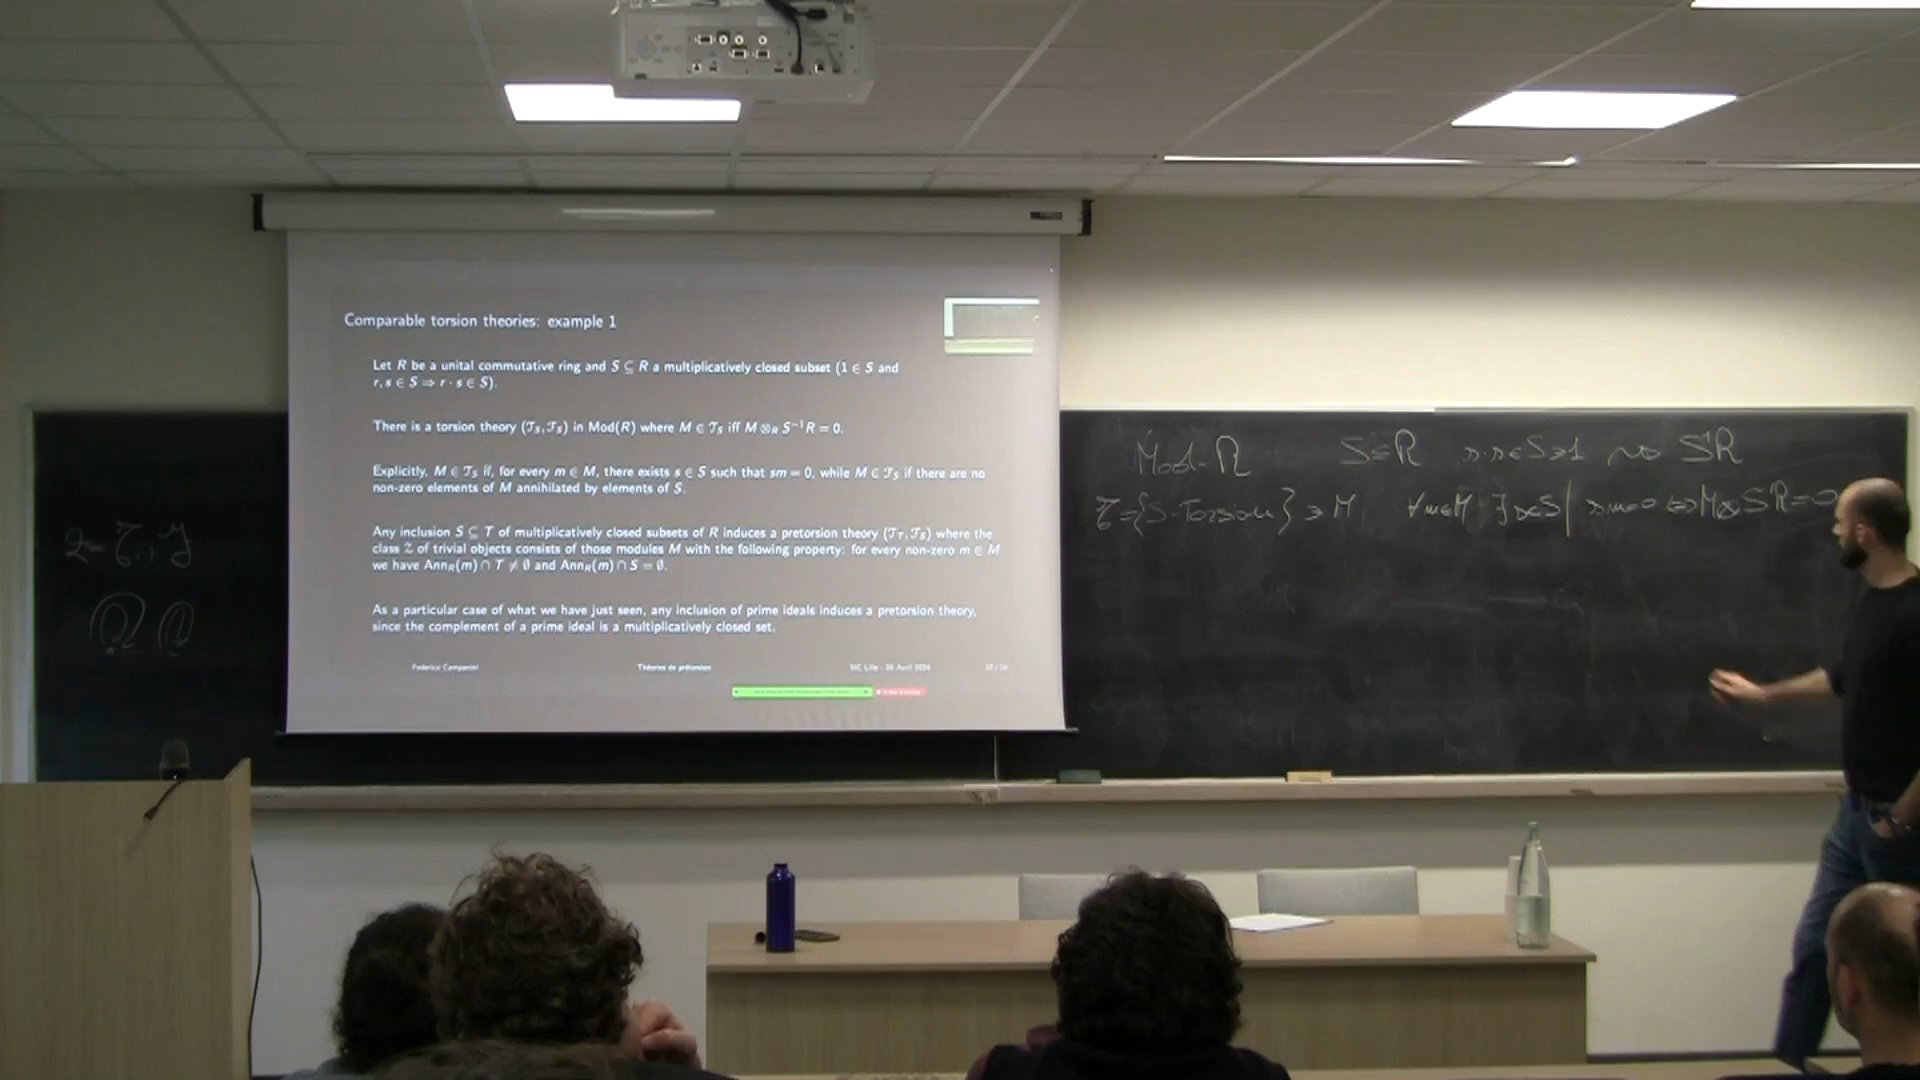 Comparable torsion theories: example 1
Let R be a unital commutative ring and S ⊆ R a multiplicatively closed subset (1 ∈ S and
r, s ∈ S ⇒ r · s ∈ S).
There is a torsion theory (𝒯_S, ℱ_S) in Mod(R) where M ∈ 𝒯_S iff M ⊗_R S⁻¹R = 0.
Explicitly, M ∈ 𝒯_S if, for every m ∈ M, there exists s ∈ S such that sm = 0, while M ∈ ℱ_S if there are no
non-zero elements of M annihilated by elements of S.
Any inclusion S ⊆ T of multiplicatively closed subsets of R induces a pretorsion theory (𝒯_T, ℱ_S) where the
class 𝒵 of trivial objects consists of those modules M with the following property: for every non-zero m ∈ M
we have Ann_R(m) ∩ T ≠ ∅ and Ann_R(m) ∩ S = ∅.
As a particular case of what we have just seen, any inclusion of prime ideals induces a pretorsion theory,
since the complement of a prime ideal is a multiplicatively closed set.
Federico Campanini Théories de prétorsion SIC Lille - 05 Avril 2024
Mod-R S⊆R
{S-Torsion} ∋ M ∀m∈M ∃s∈S | sm=0 ⇔